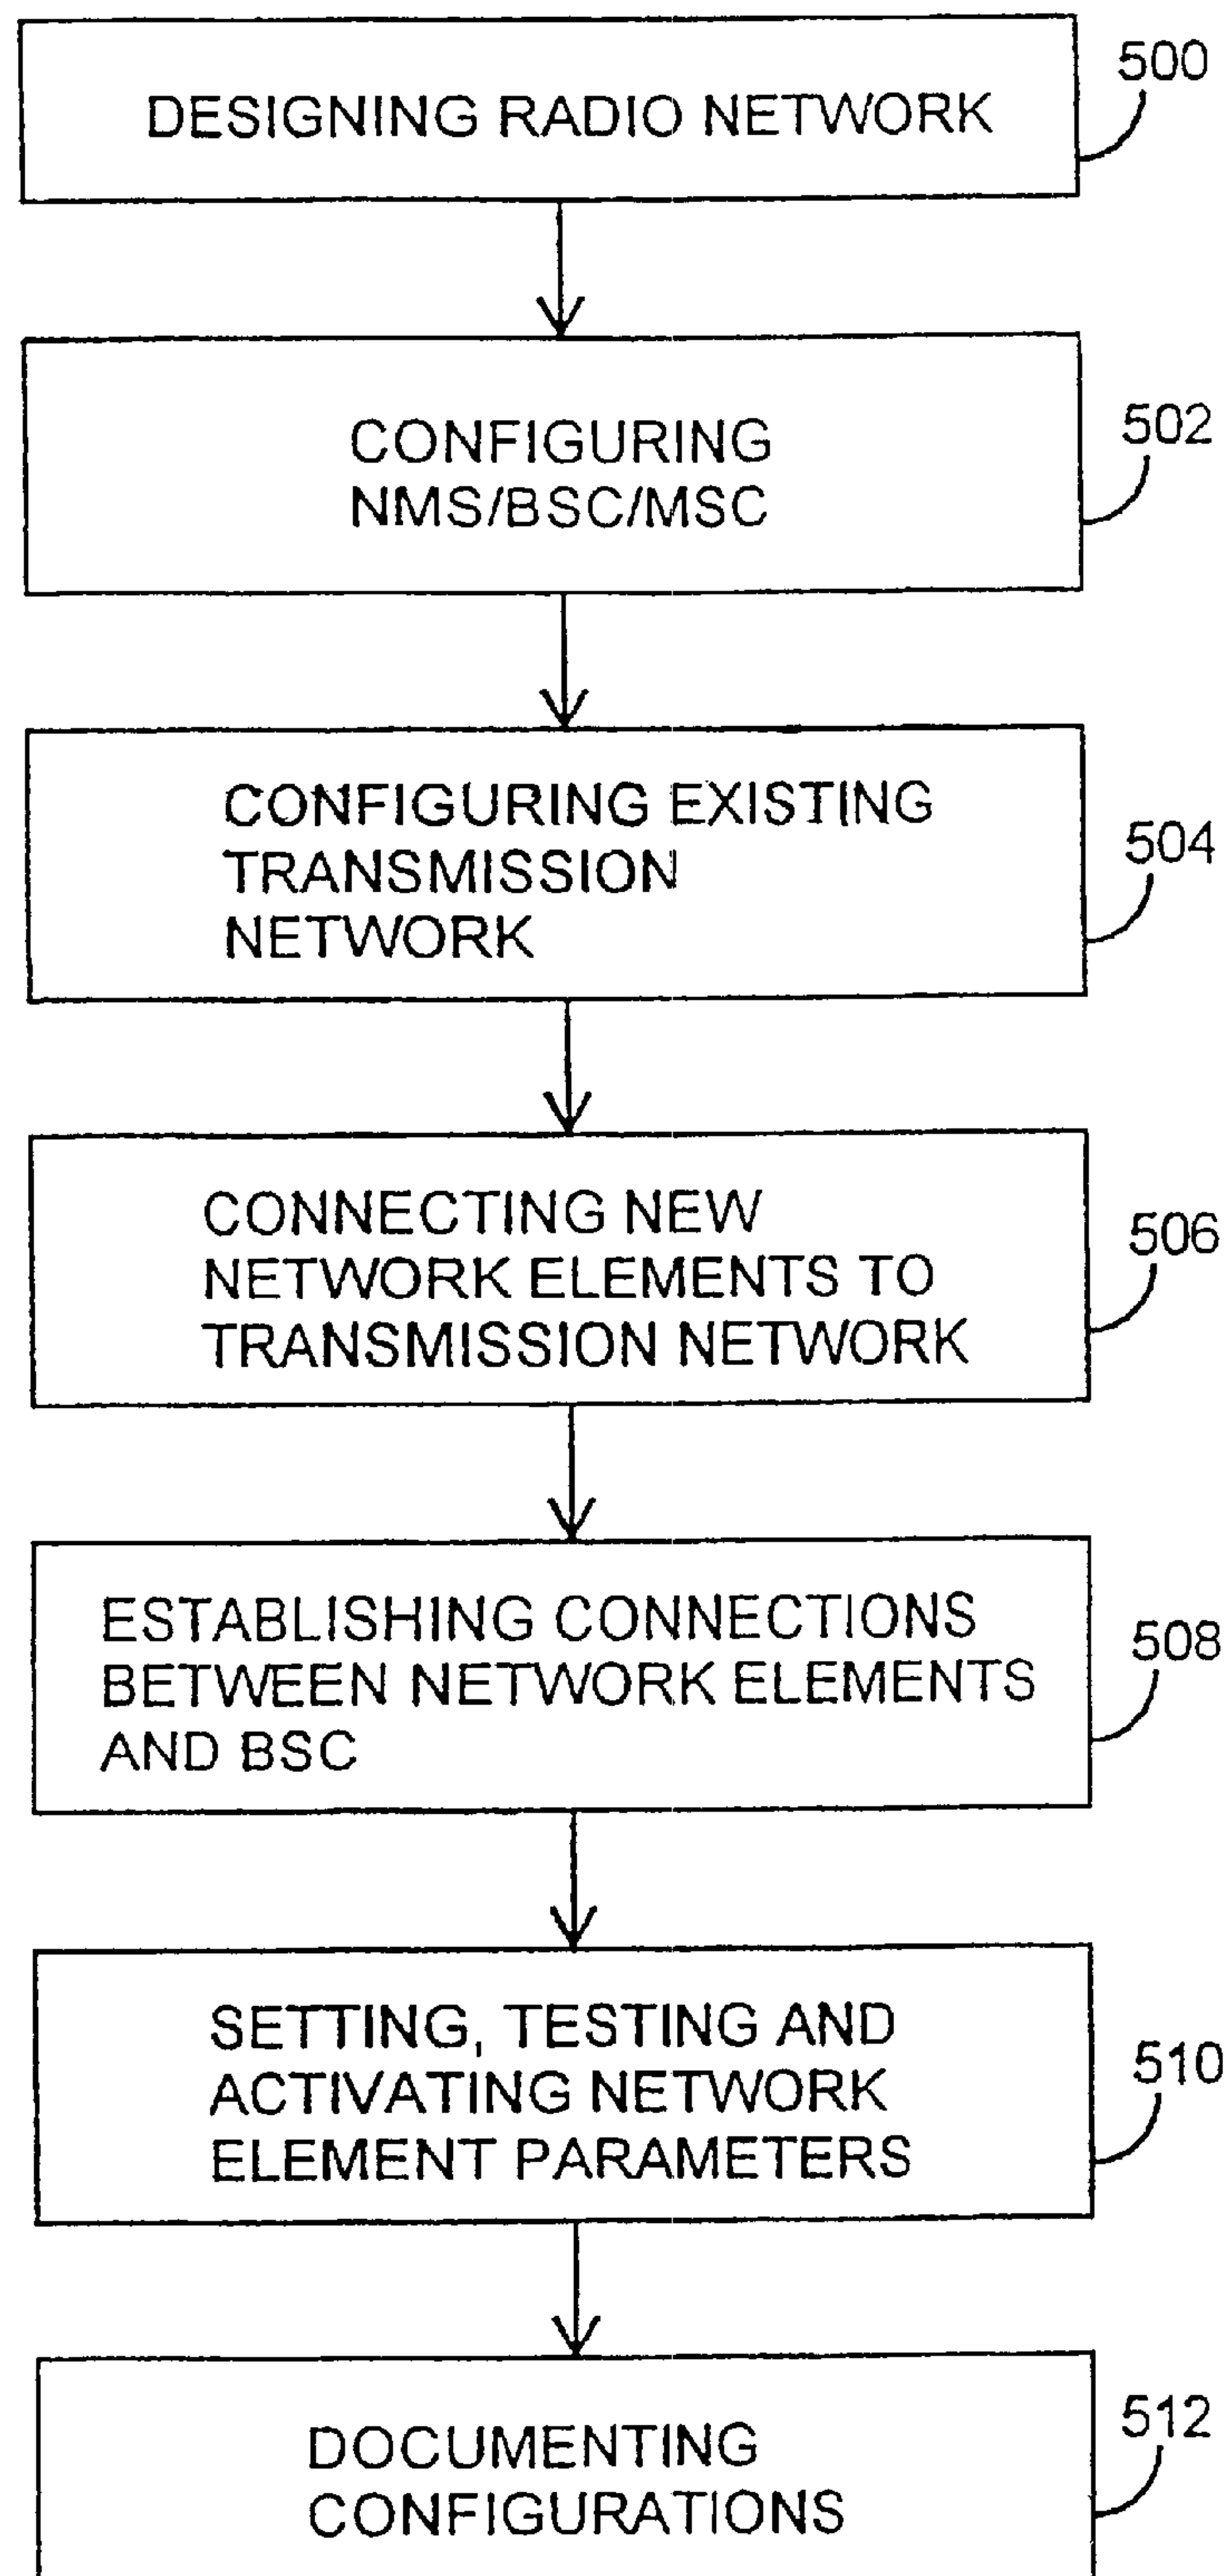 DESIGNING RADIO NETWORK
500
CONFIGURING
NMS/BSC/MSC
502
CONFIGURING EXISTING
TRANSMISSION
NETWORK
504
CONNECTING NEW
NETWORK ELEMENTS TO
TRANSMISSION NETWORK
506
ESTABLISHING CONNECTIONS
BETWEEN NETWORK ELEMENTS
AND BSC
508
SETTING, TESTING AND
ACTIVATING NETWORK
ELEMENT PARAMETERS
510
DOCUMENTING
CONFIGURATIONS
512